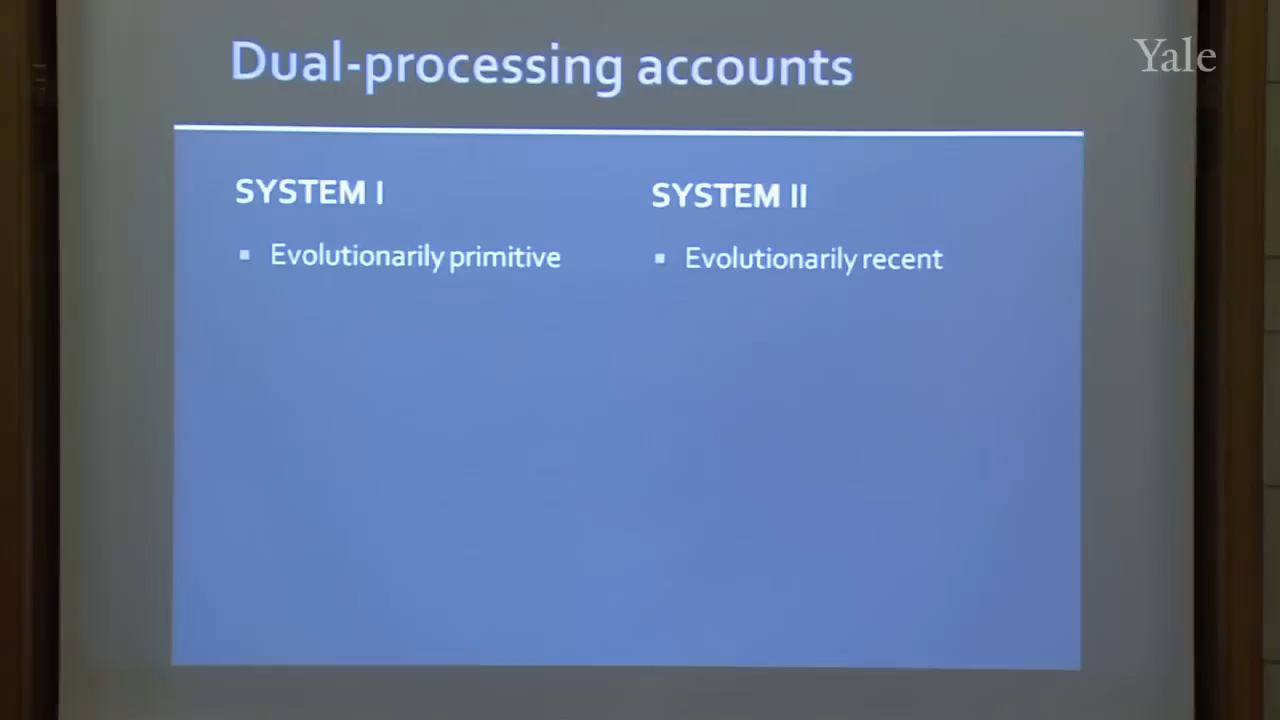 Dual-processing accounts
Yale
SYSTEM I
SYSTEM II
Evolutionarily primitive
Evolutionarily recent